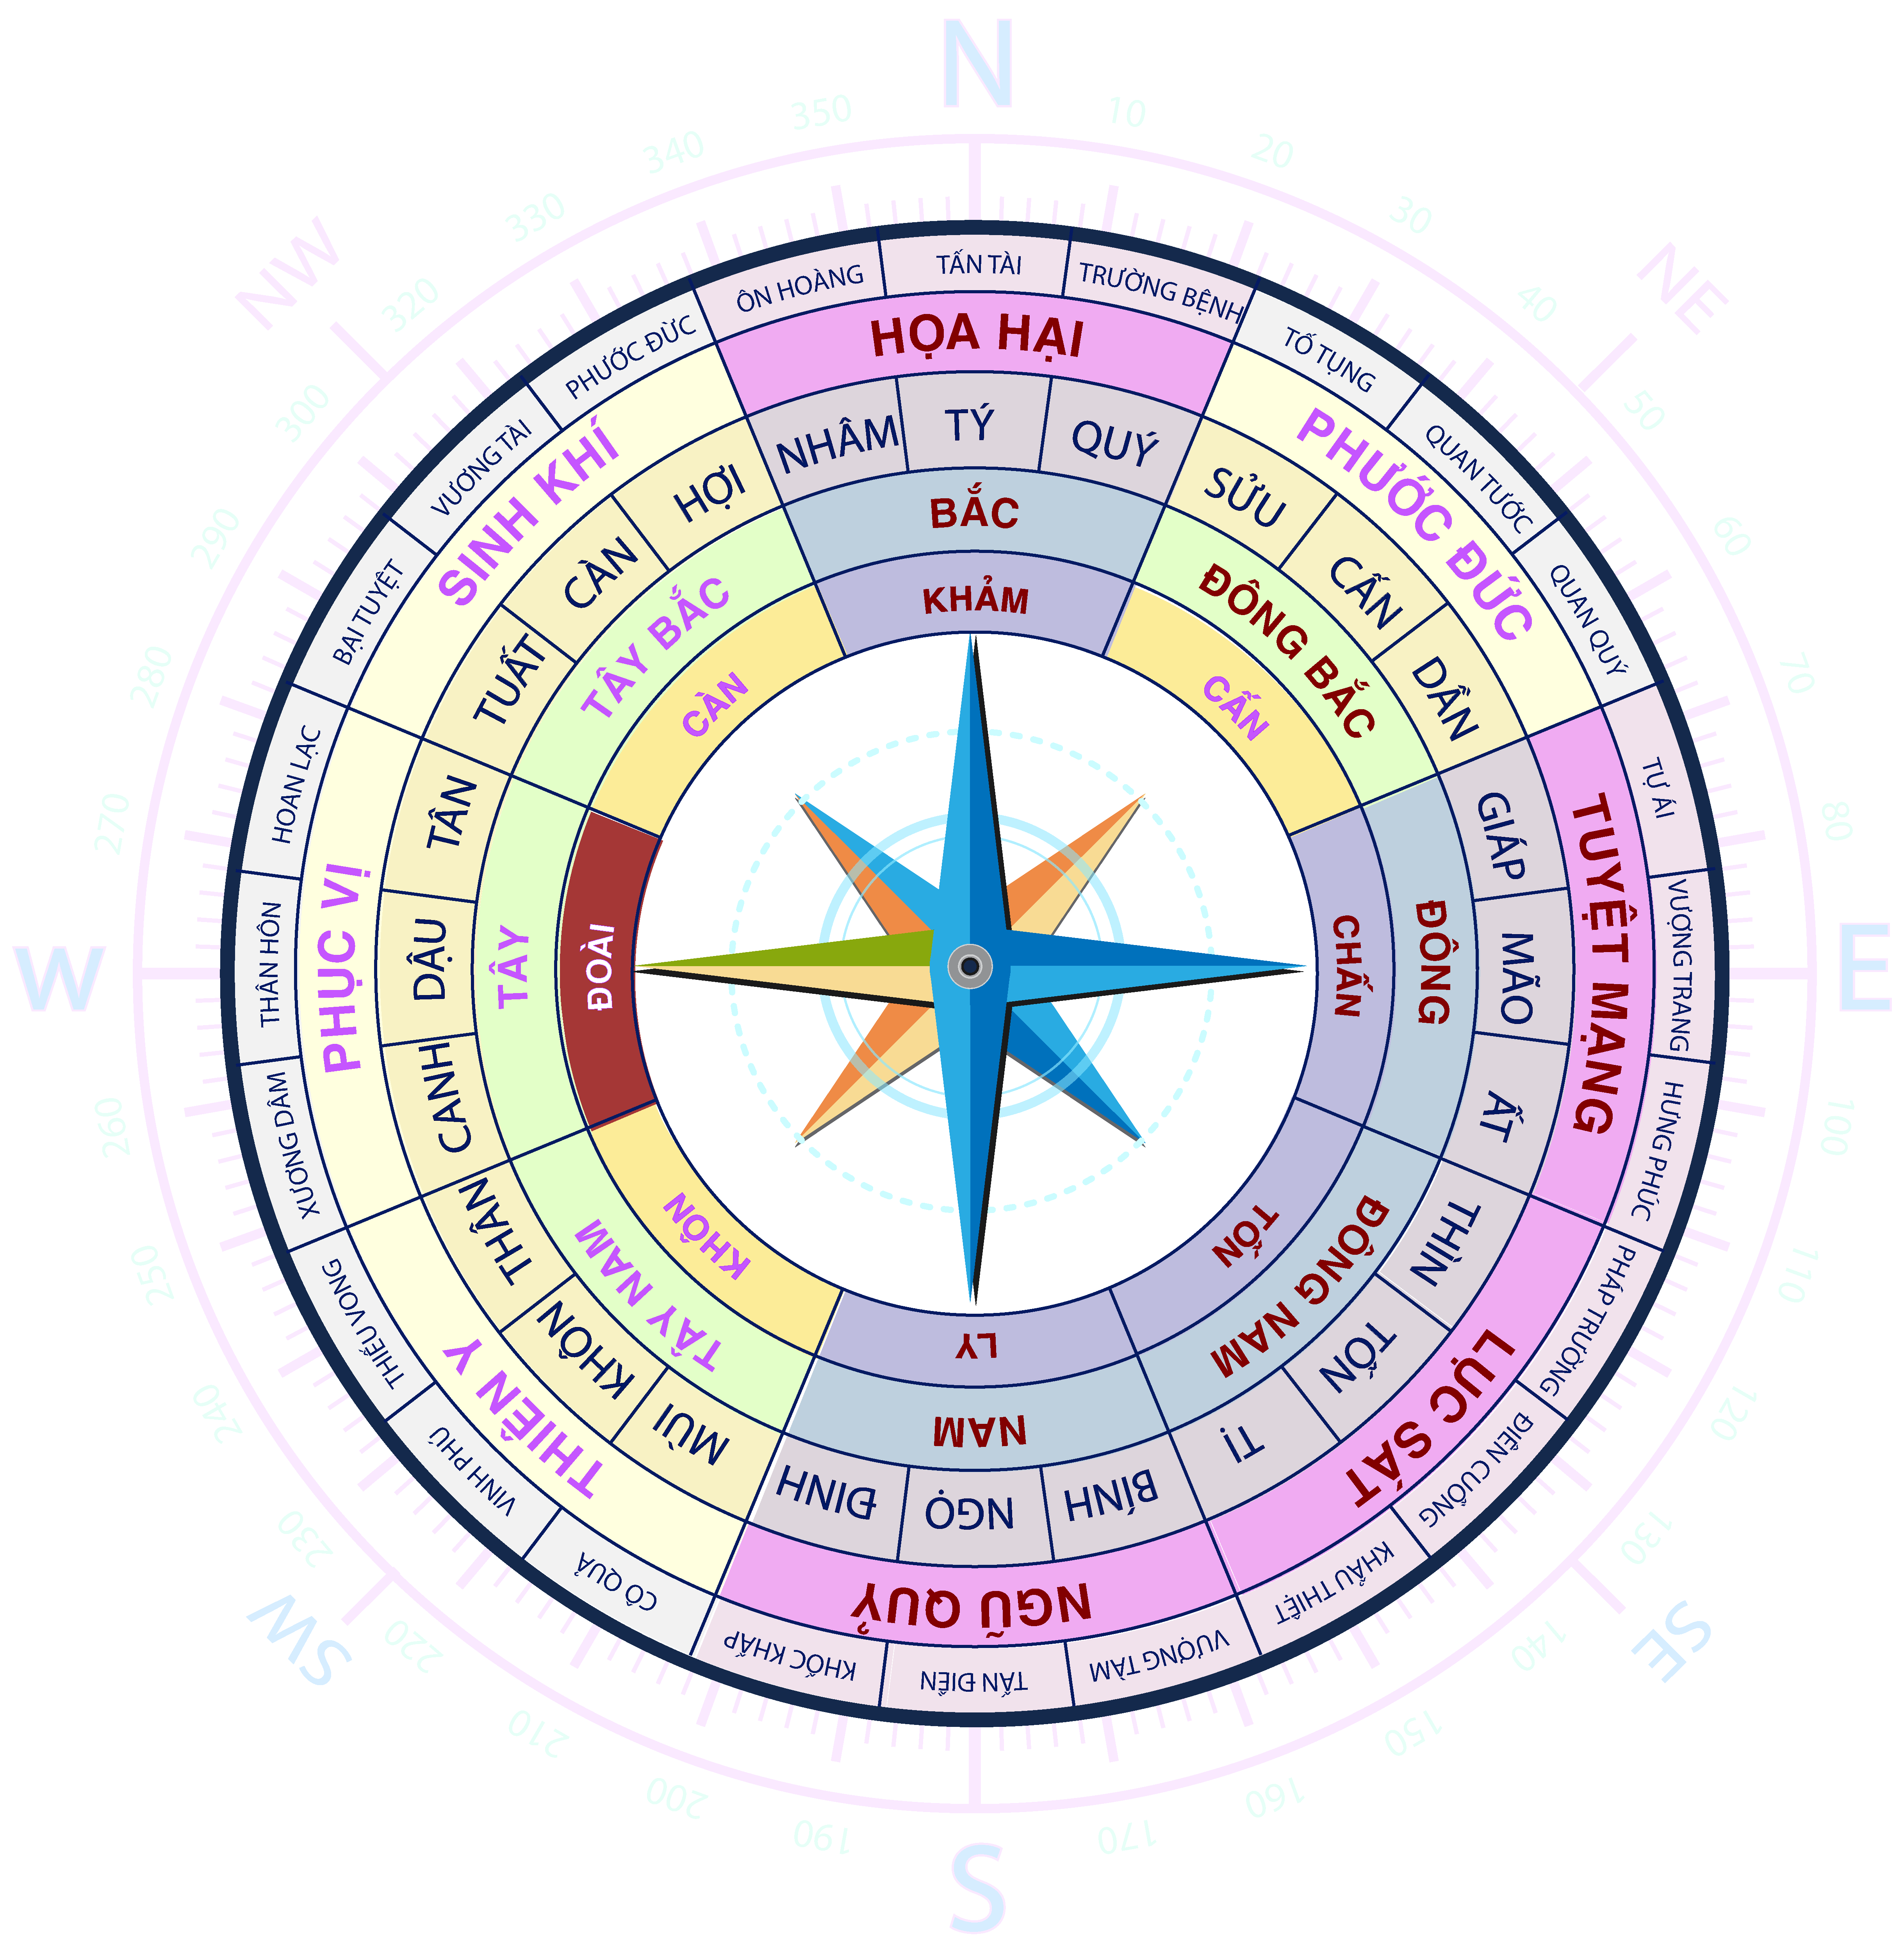 N
10
20
30
40
50
60
70
80
100
110
120
130
140
150
160
170
190
200
210
220
230
240
250
260
270
280
290
300
320
330
340
350
NE
E
SE
S
SW
W
NW
ÔN HOÀNG
TẤN TÀI
TRƯỜNG BỆNH
TỐ TỤNG
QUAN TƯỚC
QUAN QUÝ
TỰ ÁI
VƯỢNG TRANG
HƯNG PHÚC
PHÁP TRƯỜNG
ĐIÊN CUỒNG
KHẨU THIỆT
VƯỢNG TÀM
TẤN ĐIỀN
KHỐC KHẤP
CÔ QUẢ
VINH PHÚ
THIẾU VONG
XƯƠNG DÂM
THÂN HÔN
HOAN LẠC
BẠI TUYỆT
VƯƠNG TÀI
PHƯỚC ĐỨC
HỌA HẠI
PHƯỚC ĐỨC
TUYỆT MẠNG
LỤC SÁT
NGŨ QUỶ
THIÊN Y
PHỤC VỊ
SINH KHÍ
NHÂM
TÝ
QUÝ
SỬU
CẤN
DẦN
GIÁP
MÃO
ẤT
THÌN
TỐN
TỊ
BÍNH
NGỌ
ĐINH
MÙI
KHÔN
THÂN
CANH
DẬU
TÂN
TUẤT
CÀN
HỢI
BẮC
ĐÔNG BẮC
ĐÔNG
ĐÔNG NAM
NAM
TÂY NAM
TÂY
TÂY BẮC
KHẢM
CẤN
CHẤN
TỐN
LY
KHÔN
ĐOÀI
CÀN